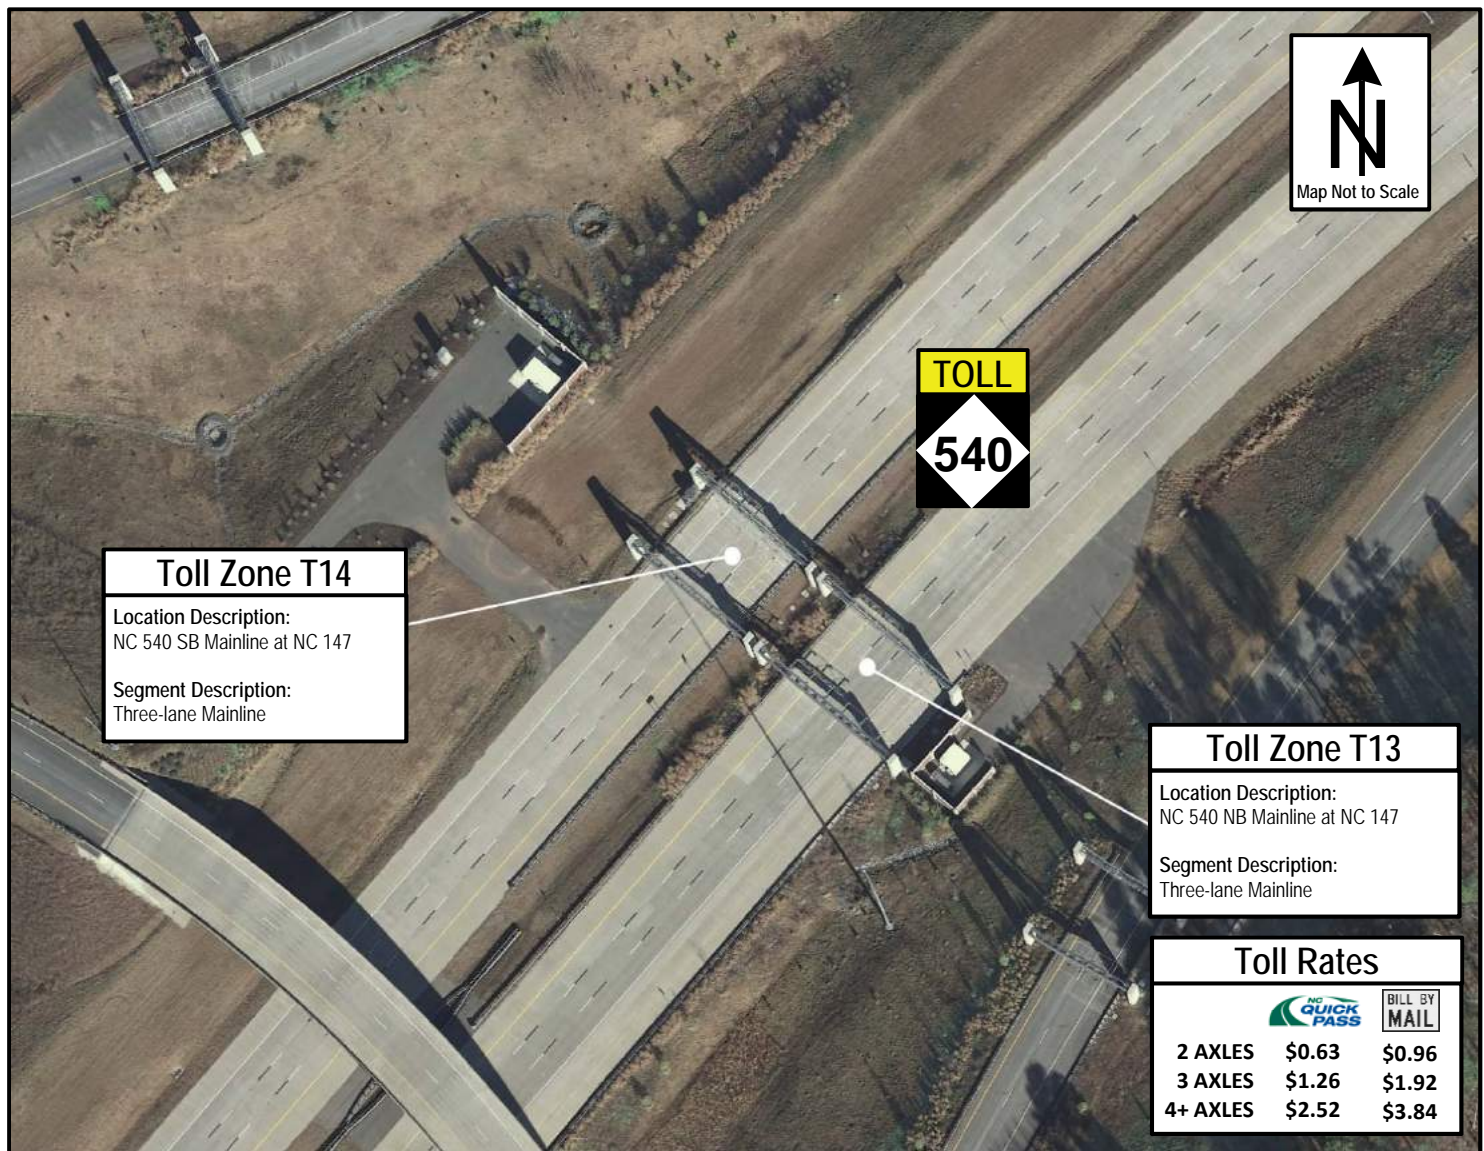 N
Map Not to Scale
TOLL
540
Toll Zone T14
Location Description:
NC 540 SB Mainline at NC 147
Segment Description:
Three-lane Mainline
Toll Zone T13
Location Description:
NC 540 NB Mainline at NC 147
Segment Description:
Three-lane Mainline
Toll Rates
NC QUICK PASS BILL BY MAIL
2 AXLES $0.63 $0.96
3 AXLES $1.26 $1.92
4+ AXLES $2.52 $3.84